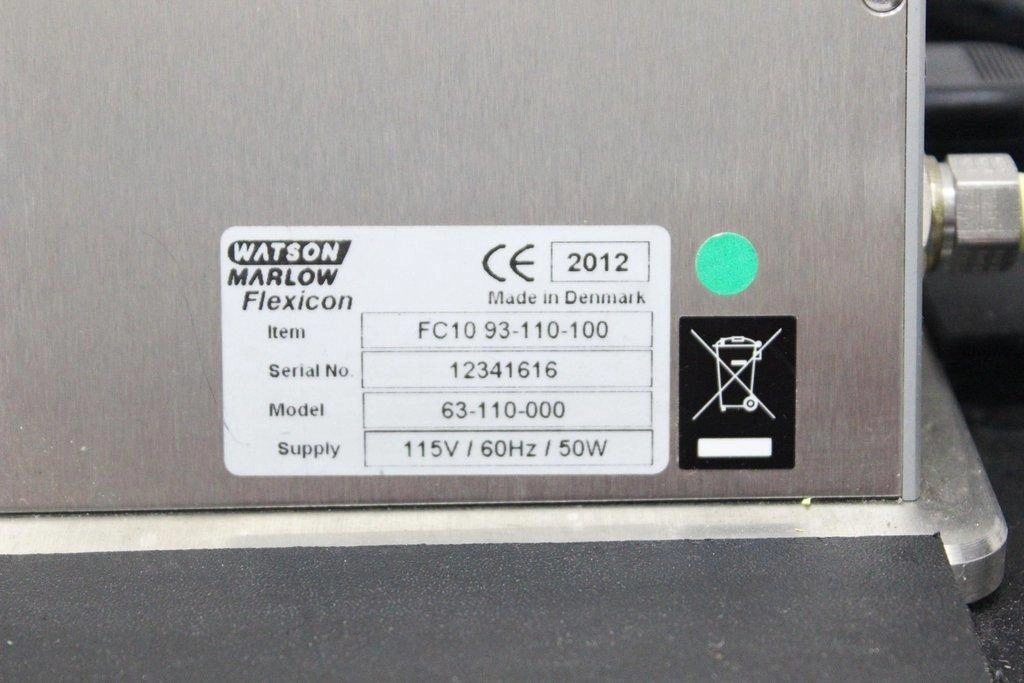 WATSON
MARLOW
Flexicon
CE 2012
Made in Denmark
Item FC10 93-110-100
Serial No. 12341616
Model 63-110-000
Supply 115V / 60Hz / 50W